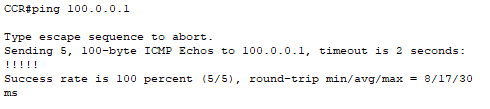 CCR#ping 100.0.0.1
Type escape sequence to abort.
Sending 5, 100-byte ICMP Echos to 100.0.0.1, timeout is 2 seconds:
!!!!!
Success rate is 100 percent (5/5), round-trip min/avg/max = 8/17/30
ms